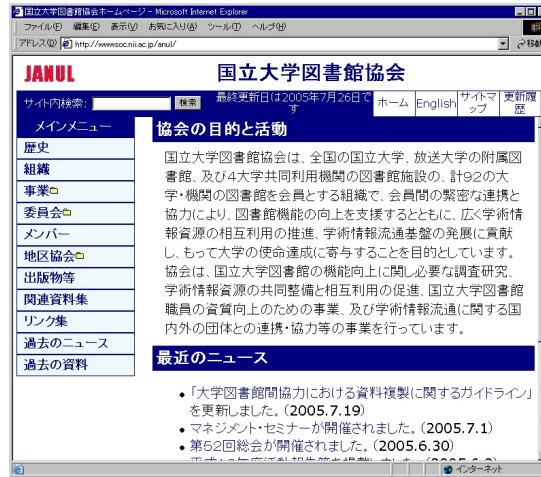 国立大学図書館協会ホームページ - Microsoft Internet Explorer
ファイル(F) 編集(E) 表示(V) お気に入り(A) ツール(T) ヘルプ(H)
アドレス(D) http://wwwsoc.nii.ac.jp/anul/ 移動
JANUL 国立大学図書館協会
サイト内検索: 検索 最終更新日は2005年7月26日です ホーム English サイトマップ 更新履歴
メインメニュー
歴史
組織
事業
委員会
メンバー
地区協会
出版物等
関連資料集
リンク集
過去のニュース
過去の資料
協会の目的と活動
国立大学図書館協会は、全国の国立大学、放送大学の附属図
書館、及び4大学共同利用機関の図書館施設の、計92の大
学・機関の図書館を会員とする組織で、会員間の緊密な連携と
協力により、図書館機能の向上を支援するとともに、広く学術情
報資源の相互利用の推進、学術情報流通基盤の発展に貢献
し、もって大学の使命達成に寄与することを目的としています。
協会は、国立大学図書館の機能向上に関し必要な調査研究、
学術情報資源の共同整備と相互利用の促進、国立大学図書館
職員の資質向上のための事業、及び学術情報流通に関する国
内外の団体との連携・協力等の事業を行っています。
最近のニュース
•「大学図書館間協力における資料複製に関するガイドライン」
を更新しました。(2005.7.19)
• マネジメント・セミナーが開催されました。(2005.7.1)
• 第52回総会が開催されました。(2005.6.30)
インターネット